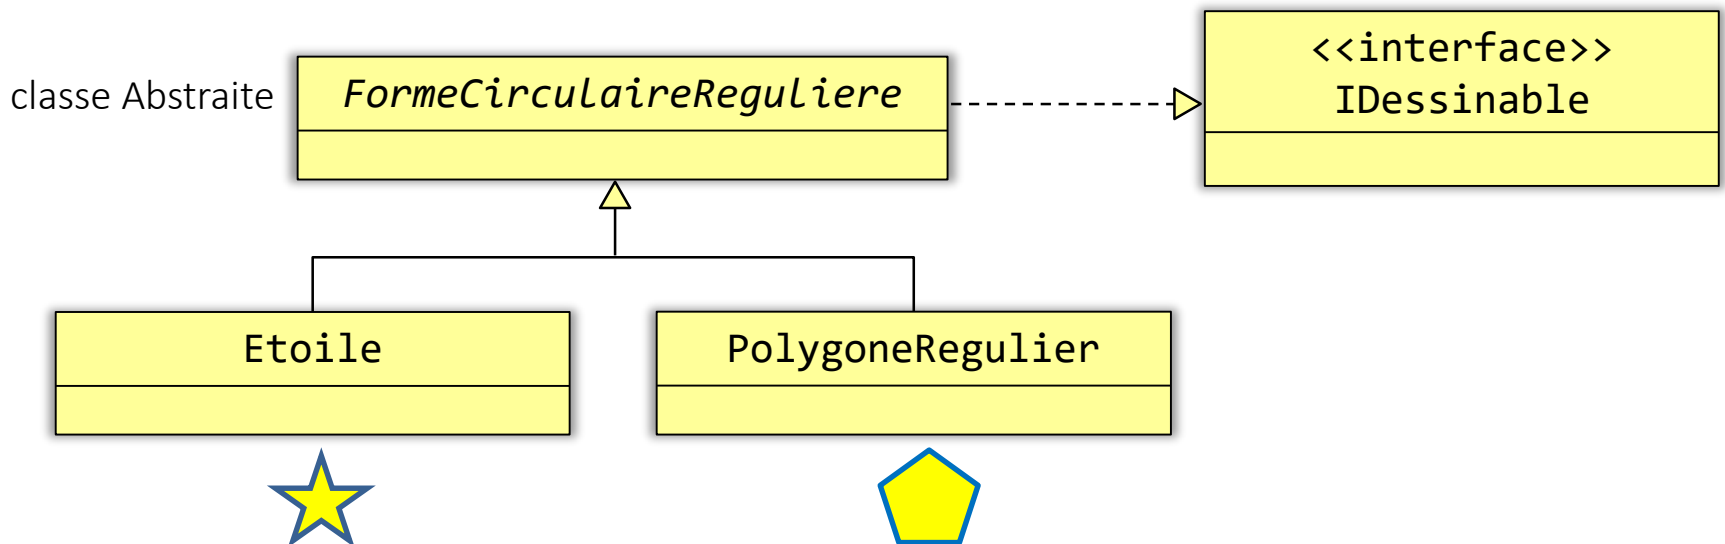 classe Abstraite
FormeCirculaireReguliere
<<interface>>
IDessinable
Etoile
PolygoneRegulier